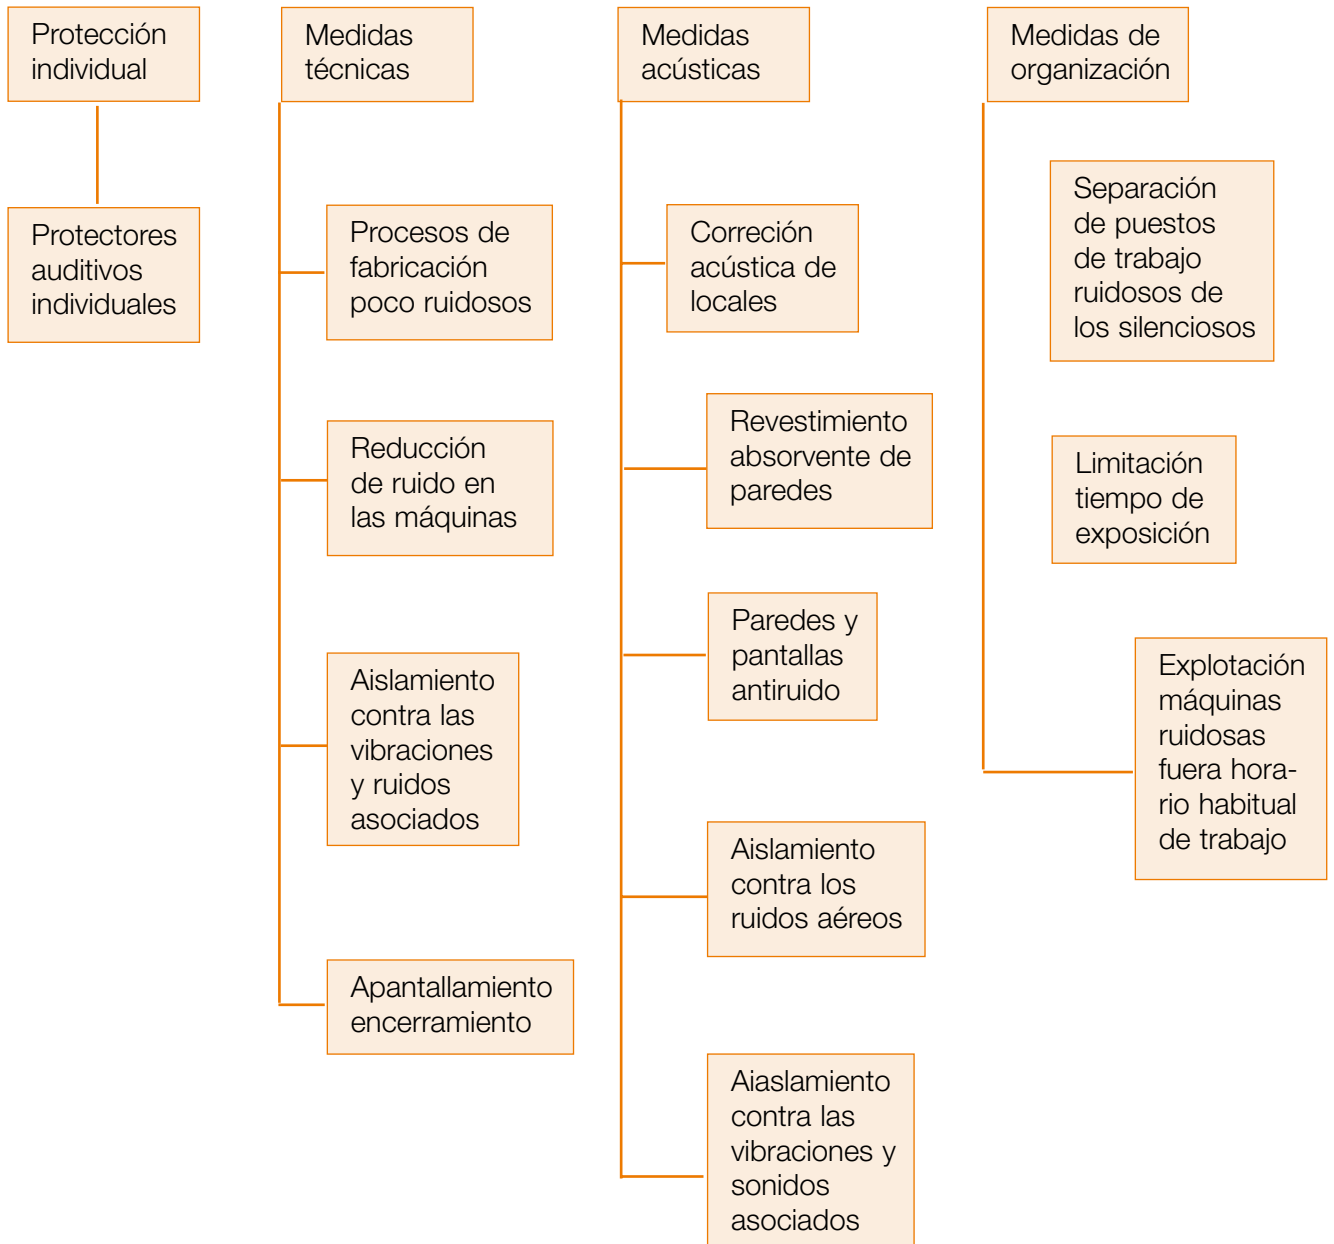 Protección
individual
Protectores
auditivos
individuales
Medidas
técnicas
Procesos de
fabricación
poco ruidosos
Reducción
de ruido en
las máquinas
Aislamiento
contra las
vibraciones
y ruidos
asociados
Apantallamiento
encerramiento
Medidas
acústicas
Correción
acústica de
locales
Revestimiento
absorvente de
paredes
Paredes y
pantallas
antiruido
Aislamiento
contra los
ruidos aéreos
Aiaslamiento
contra las
vibraciones y
sonidos
asociados
Medidas de
organización
Separación
de puestos
de trabajo
ruidosos de
los silenciosos
Limitación
tiempo de
exposición
Explotación
máquinas
ruidosas
fuera hora-
rio habitual
de trabajo